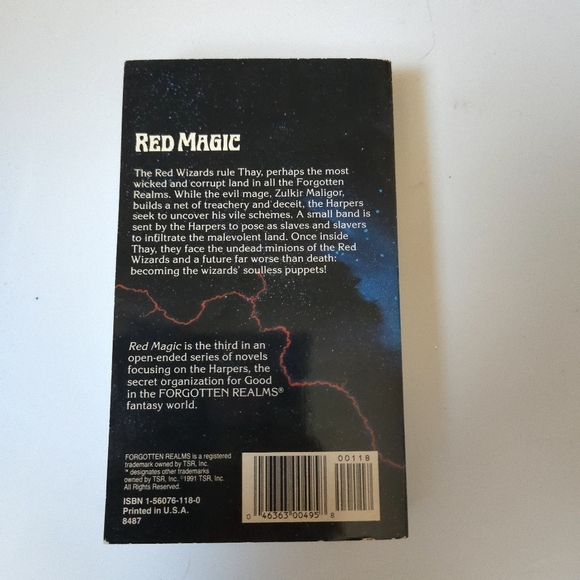 RED MAGIC
The Red Wizards rule Thay, perhaps the most
wicked and corrupt land in all the Forgotten
Realms. While the evil mage, Zulkir Maligor,
builds a net of treachery and deceit, the Harpers
seek to uncover his vile schemes. A small band is
sent by the Harpers to pose as slaves and slavers
to infiltrate the malevolent land. Once inside
Thay, they face the undead minions of the Red
Wizards and a future far worse than death:
becoming the wizards' soulless puppets!
Red Magic is the third in an
open-ended series of novels
focusing on the Harpers, the
secret organization for Good
in the FORGOTTEN REALMS®
fantasy world.
FORGOTTEN REALMS is a registered
trademark owned by TSR, Inc.
™ designates other trademarks
owned by TSR, Inc. ©1991 TSR, Inc.
All Rights Reserved.
ISBN 1-56076-118-0
Printed in U.S.A.
8487
00118
0 46363 00495 8